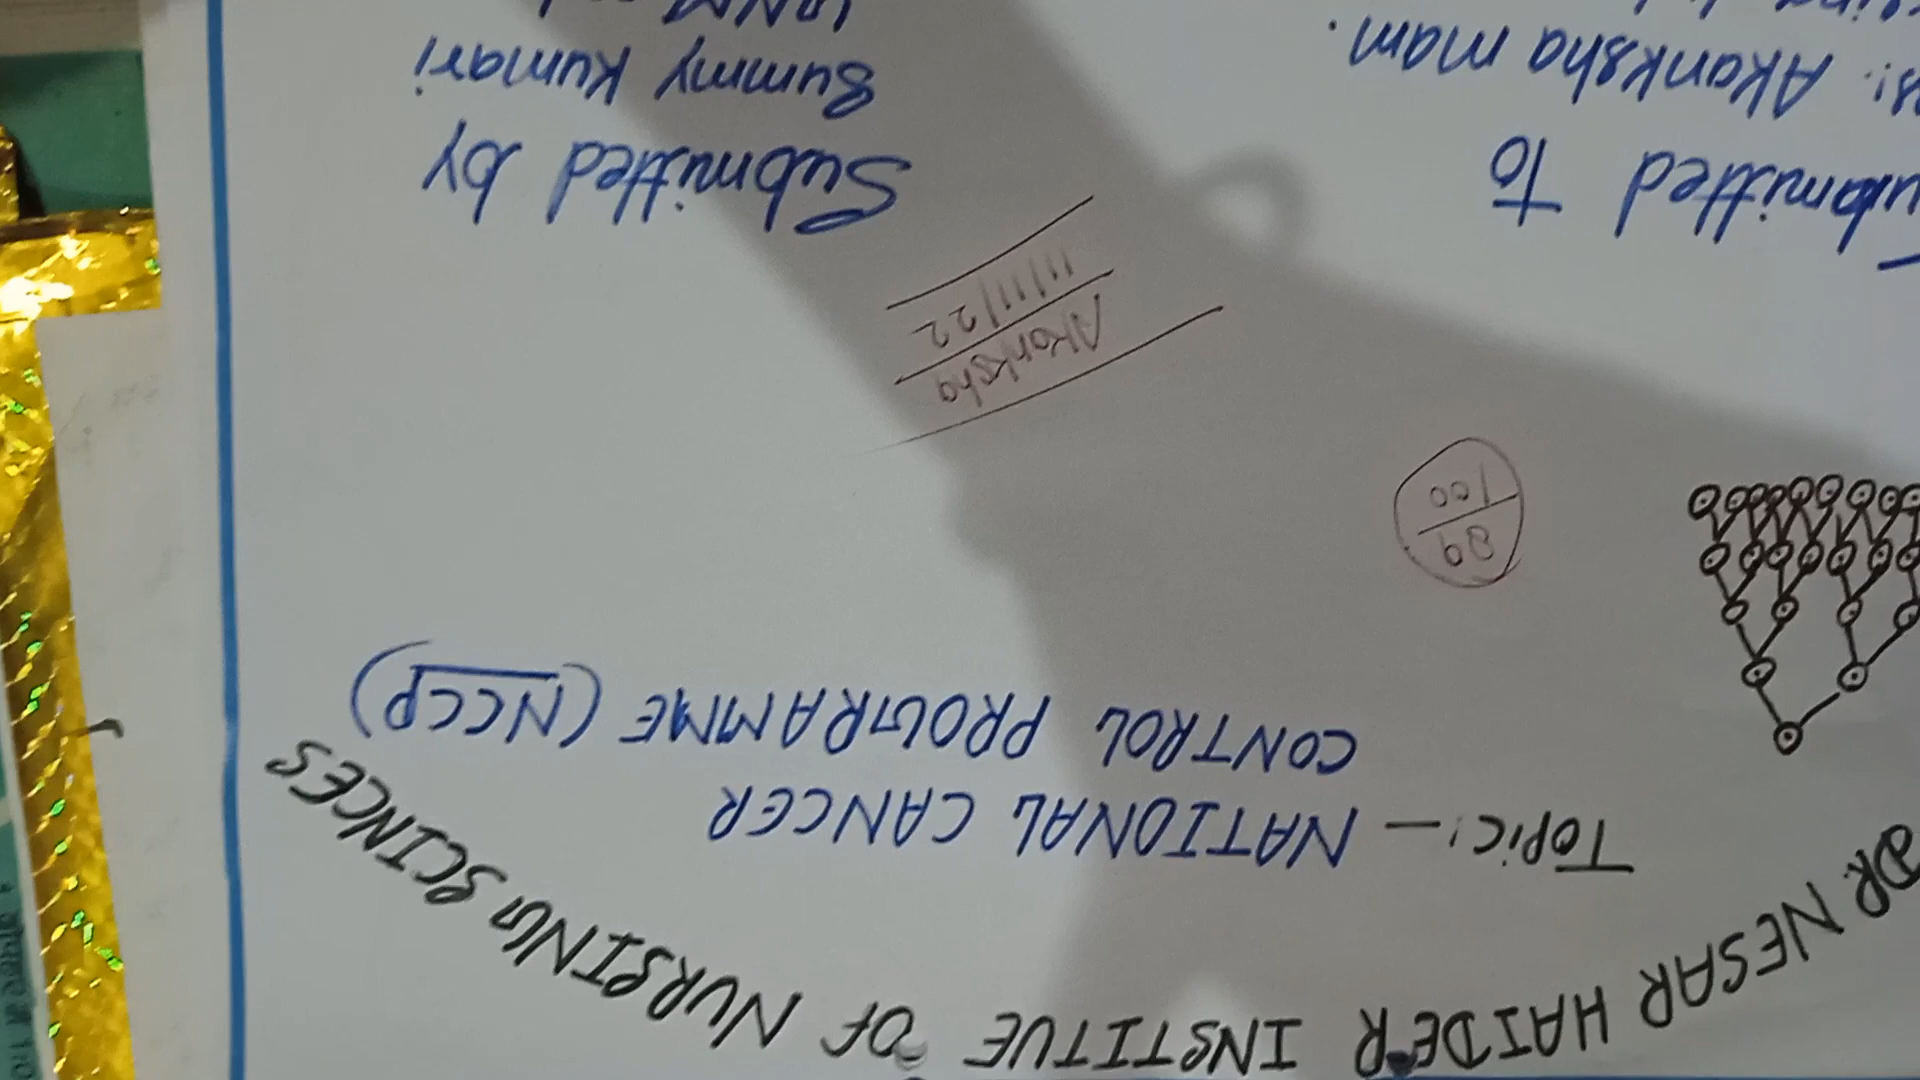 DR. NESAR HAIDER INSTITUE OF NURSING SCINCES
Topic:- NATIONAL CANCER
CONTROL PROGRAMME (NCCP)
89
100
Akanksha
11/11/22
Submitted To
Akanksha mam.
Submitted by
Summy Kumari